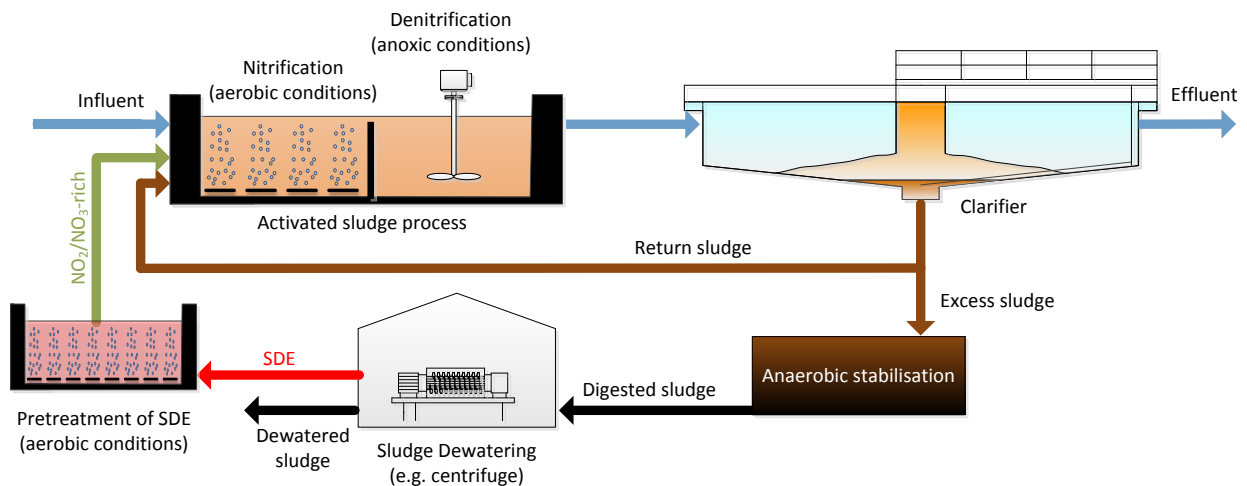 Denitrification
(anoxic conditions)
Nitrification
(aerobic conditions)
Influent
Effluent
Activated sludge process
Clarifier
NO₂/NO₃-rich
Return sludge
Excess sludge
SDE
Anaerobic stabilisation
Digested sludge
Pretreatment of SDE
(aerobic conditions)
Dewatered
sludge
Sludge Dewatering
(e.g. centrifuge)